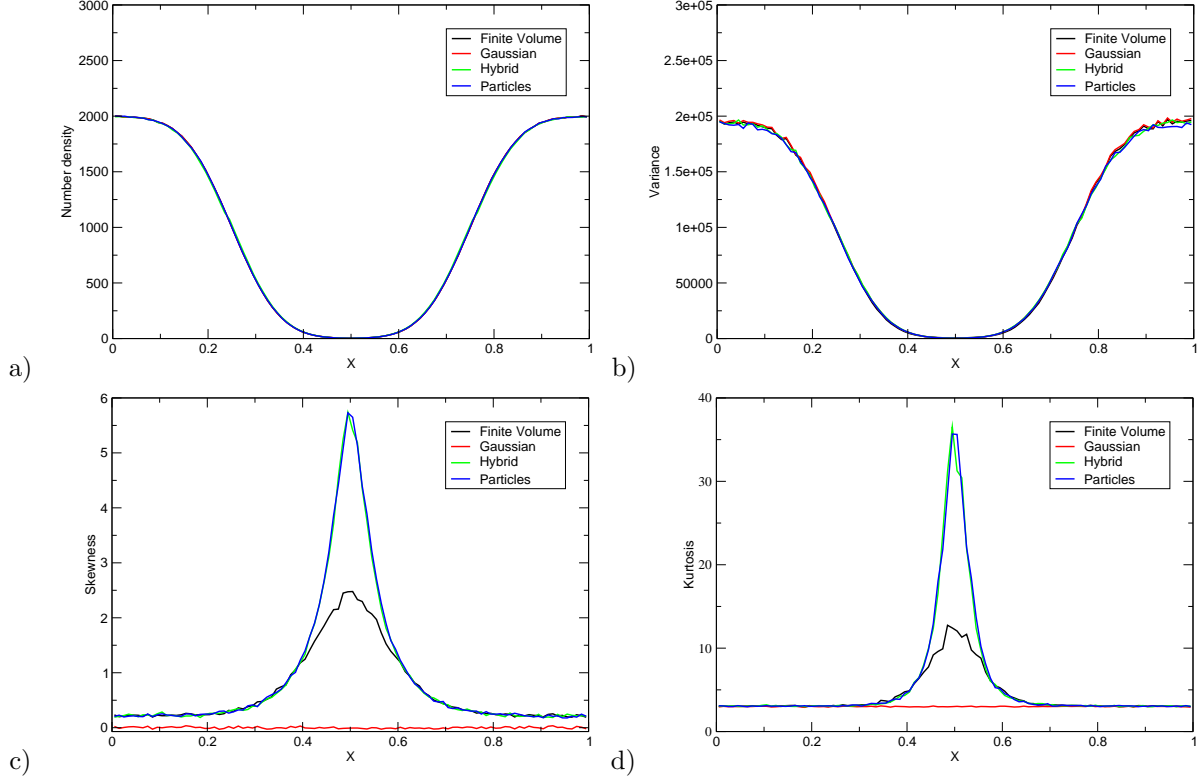 3000
2500
2000
1500
1000
500
0
Number density
0 0.2 0.4 0.6 0.8 1
X
Finite Volume
Gaussian
Hybrid
Particles
a)
3e+05
2.5e+05
2e+05
1.5e+05
1e+05
50000
0
Variance
0 0.2 0.4 0.6 0.8 1
X
Finite Volume
Gaussian
Hybrid
Particles
b)
6
5
4
3
2
1
0
Skewness
0 0.2 0.4 0.6 0.8 1
X
Finite Volume
Gaussian
Hybrid
Particles
c)
40
30
20
10
0
Kurtosis
0 0.2 0.4 0.6 0.8 1
X
Finite Volume
Gaussian
Hybrid
Particles
d)